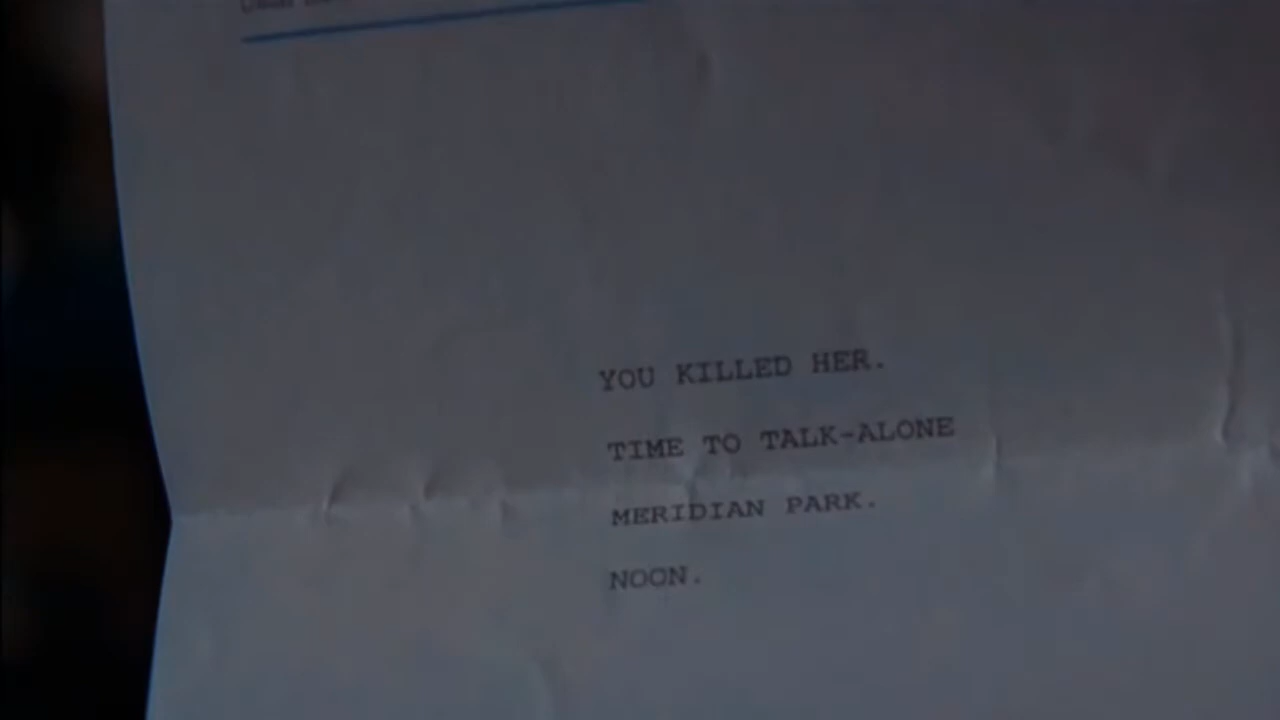 YOU KILLED HER.
TIME TO TALK-ALONE
MERIDIAN PARK.
NOON.